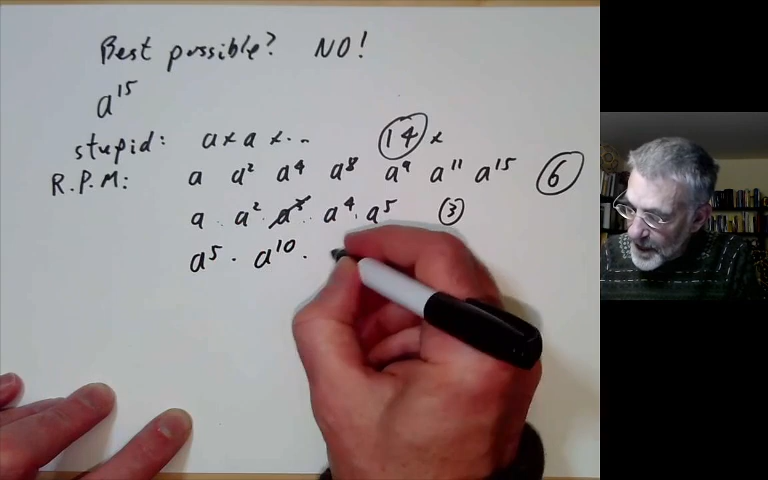 Best possible? NO!
a¹⁵
stupid: a×a ×.. 14 ×
R.P.M: a a² a⁴ a⁸ a⁹ a¹¹ a¹⁵ 6
a . a² . a³ . a⁴ . a⁵ 3
a⁵ . a¹⁰ .